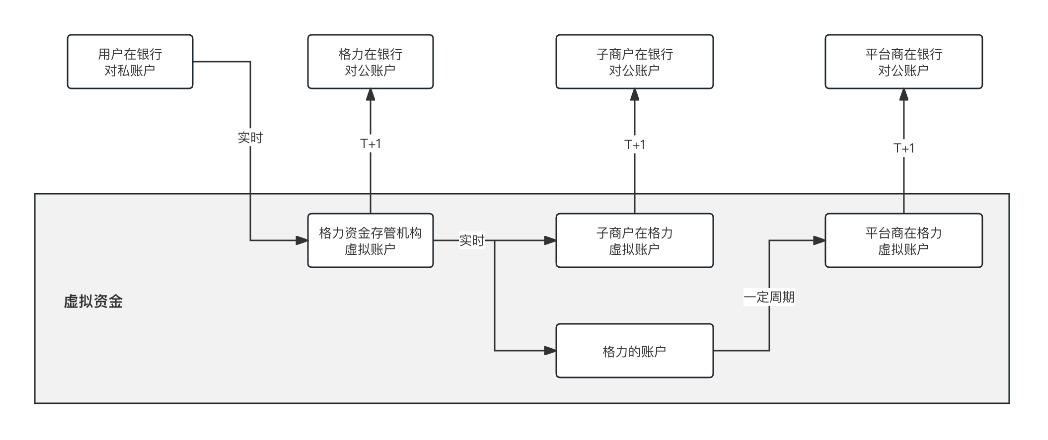 用户在银行
对私账户
格力在银行
对公账户
子商户在银行
对公账户
平台商在银行
对公账户
实时
T+1
T+1
T+1
格力资金存管机构
虚拟账户
实时
子商户在格力
虚拟账户
平台商在格力
虚拟账户
虚拟资金
一定周期
格力的账户